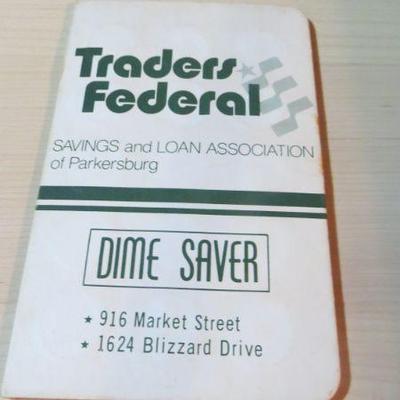 Traders
Federal
SAVINGS and LOAN ASSOCIATION
of Parkersburg
DIME SAVER
★ 916 Market Street
★ 1624 Blizzard Drive